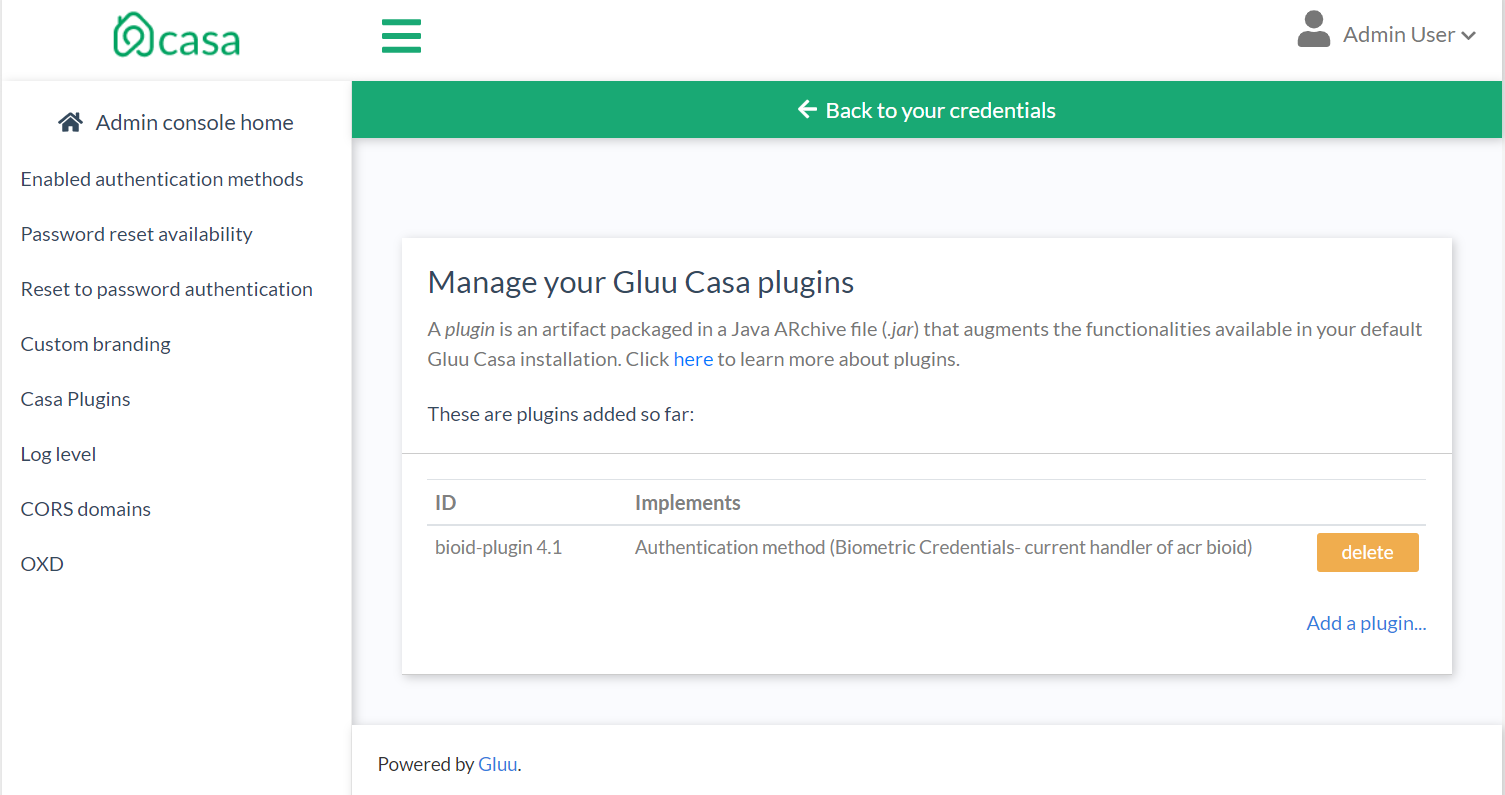 casa
Admin User
Admin console home
Enabled authentication methods
Password reset availability
Reset to password authentication
Custom branding
Casa Plugins
Log level
CORS domains
OXD
Back to your credentials
Manage your Gluu Casa plugins
A plugin is an artifact packaged in a Java ARchive file (.jar) that augments the functionalities available in your default
Gluu Casa installation. Click here to learn more about plugins.
These are plugins added so far:
ID Implements
bioid-plugin 4.1 Authentication method (Biometric Credentials- current handler of acr bioid) delete
Add a plugin...
Powered by Gluu.